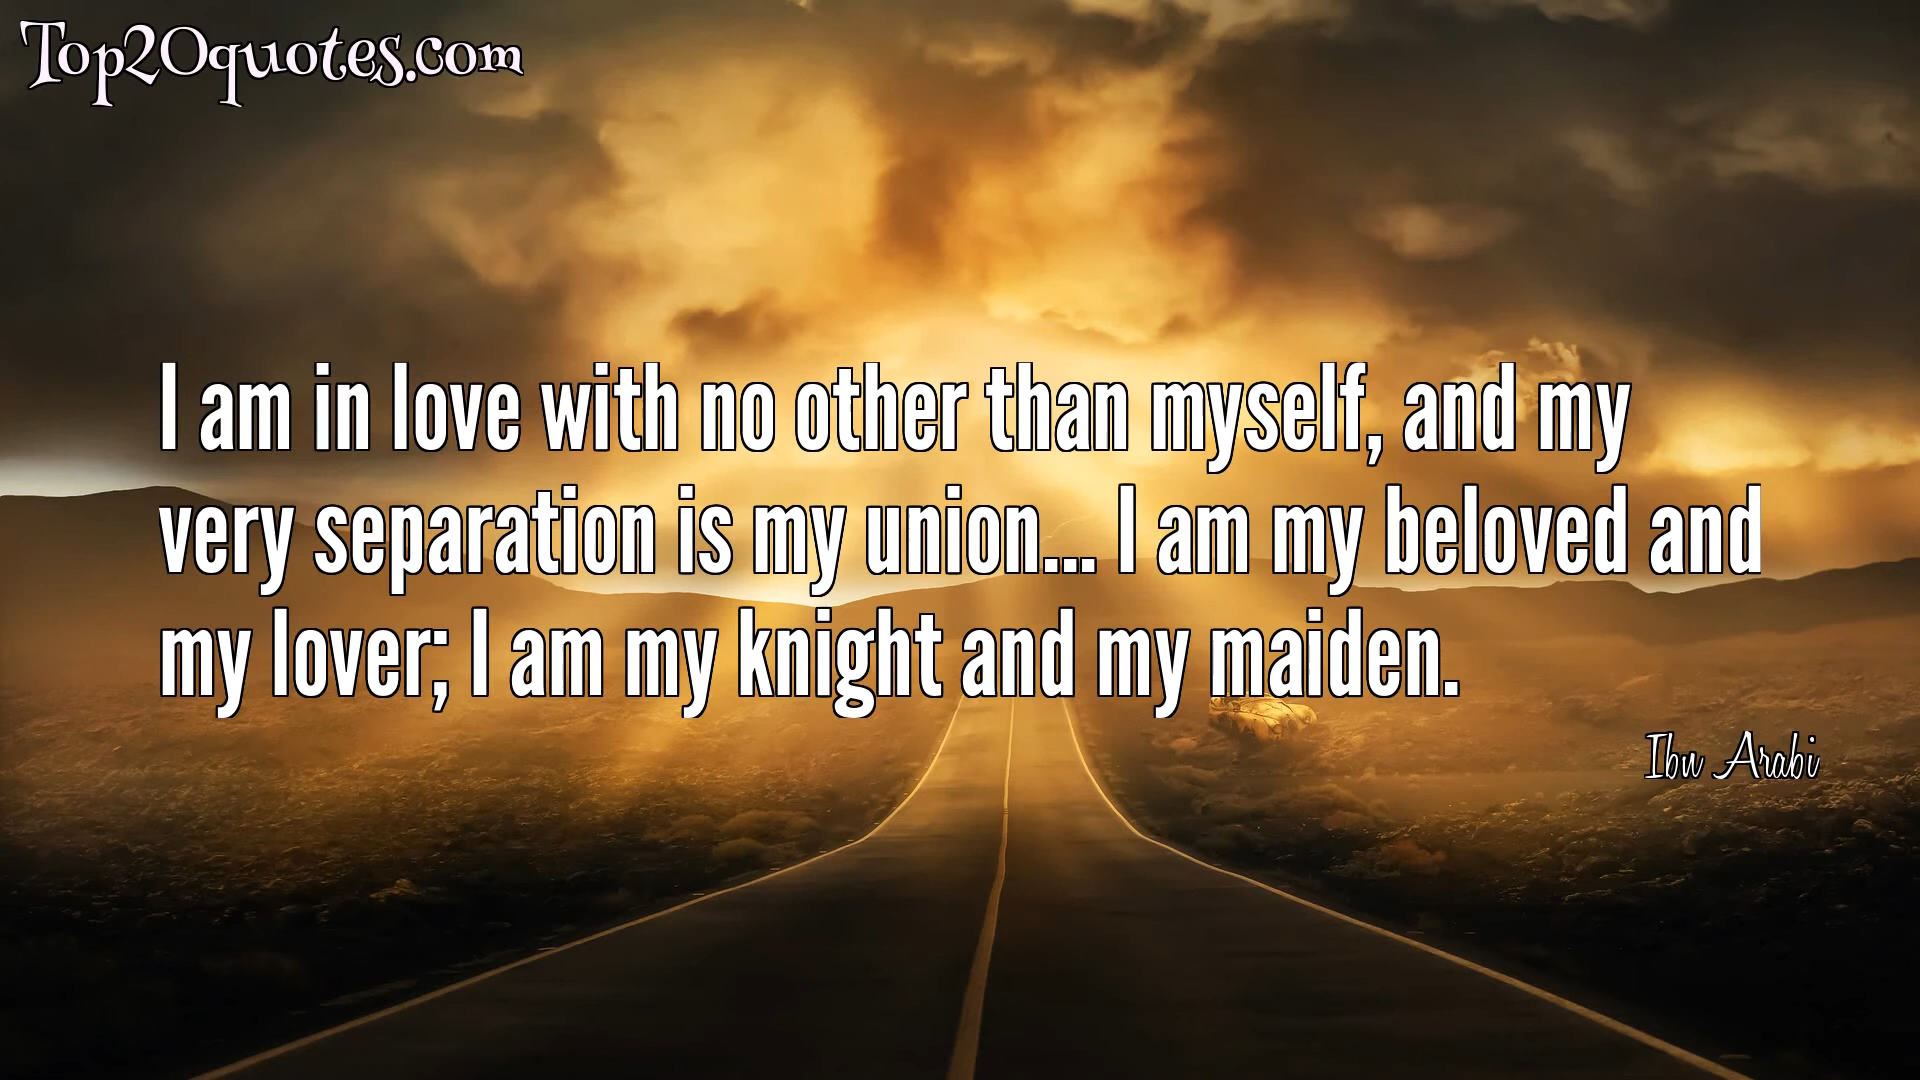 Top20quotes.com
I am in love with no other than myself, and my
very separation is my union... I am my beloved and
my lover; I am my knight and my maiden.
Ibn Arabi